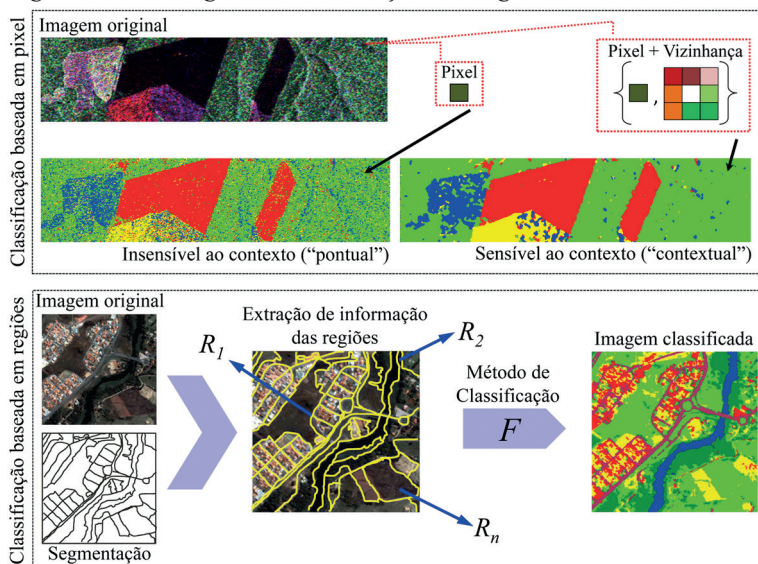 Classificação baseada em pixel
Imagem original
Pixel
Pixel + Vizinhança
{ , }
Insensível ao contexto (“pontual”)
Sensível ao contexto (“contextual”)
Classificação baseada em regiões
Imagem original
Segmentação
Extração de informação
das regiões
R1
R2
Rn
Método de
Classificação
F
Imagem classificada